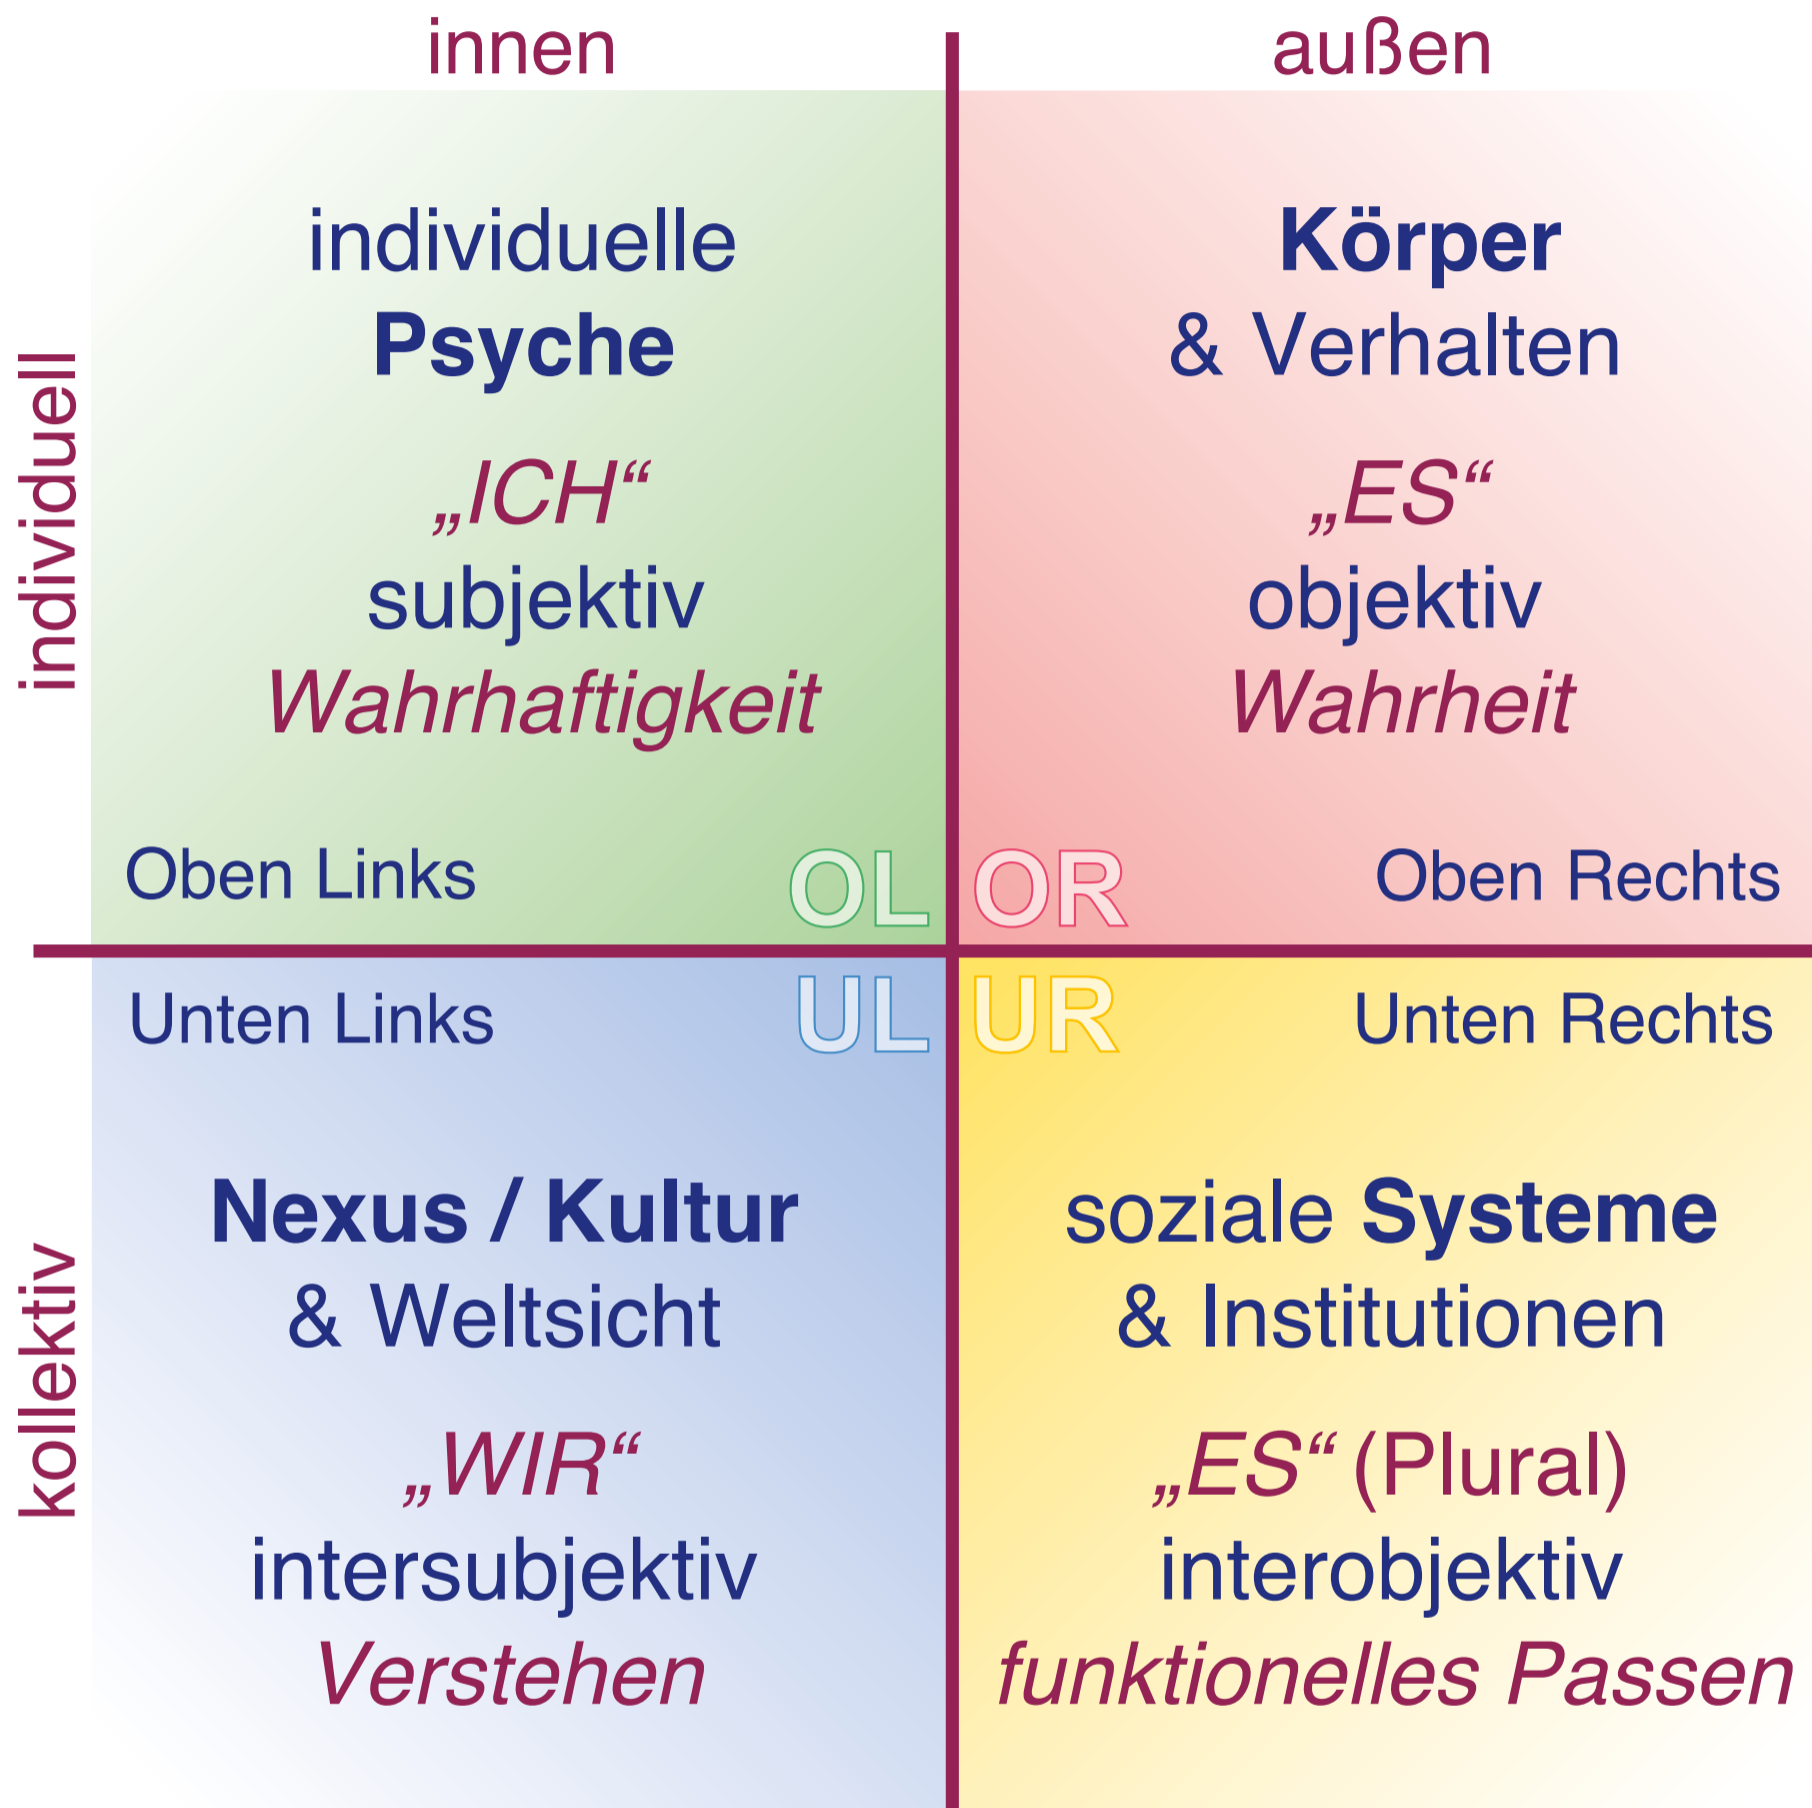 innen
außen
individuell
individuelle
Psyche
„ICH“
subjektiv
Wahrhaftigkeit
Oben Links
OL
Körper
& Verhalten
„ES“
objektiv
Wahrheit
OR
Oben Rechts
kollektiv
Unten Links
UL
Nexus / Kultur
& Weltsicht
„WIR“
intersubjektiv
Verstehen
UR
Unten Rechts
soziale Systeme
& Institutionen
„ES“ (Plural)
interobjektiv
funktionelles Passen